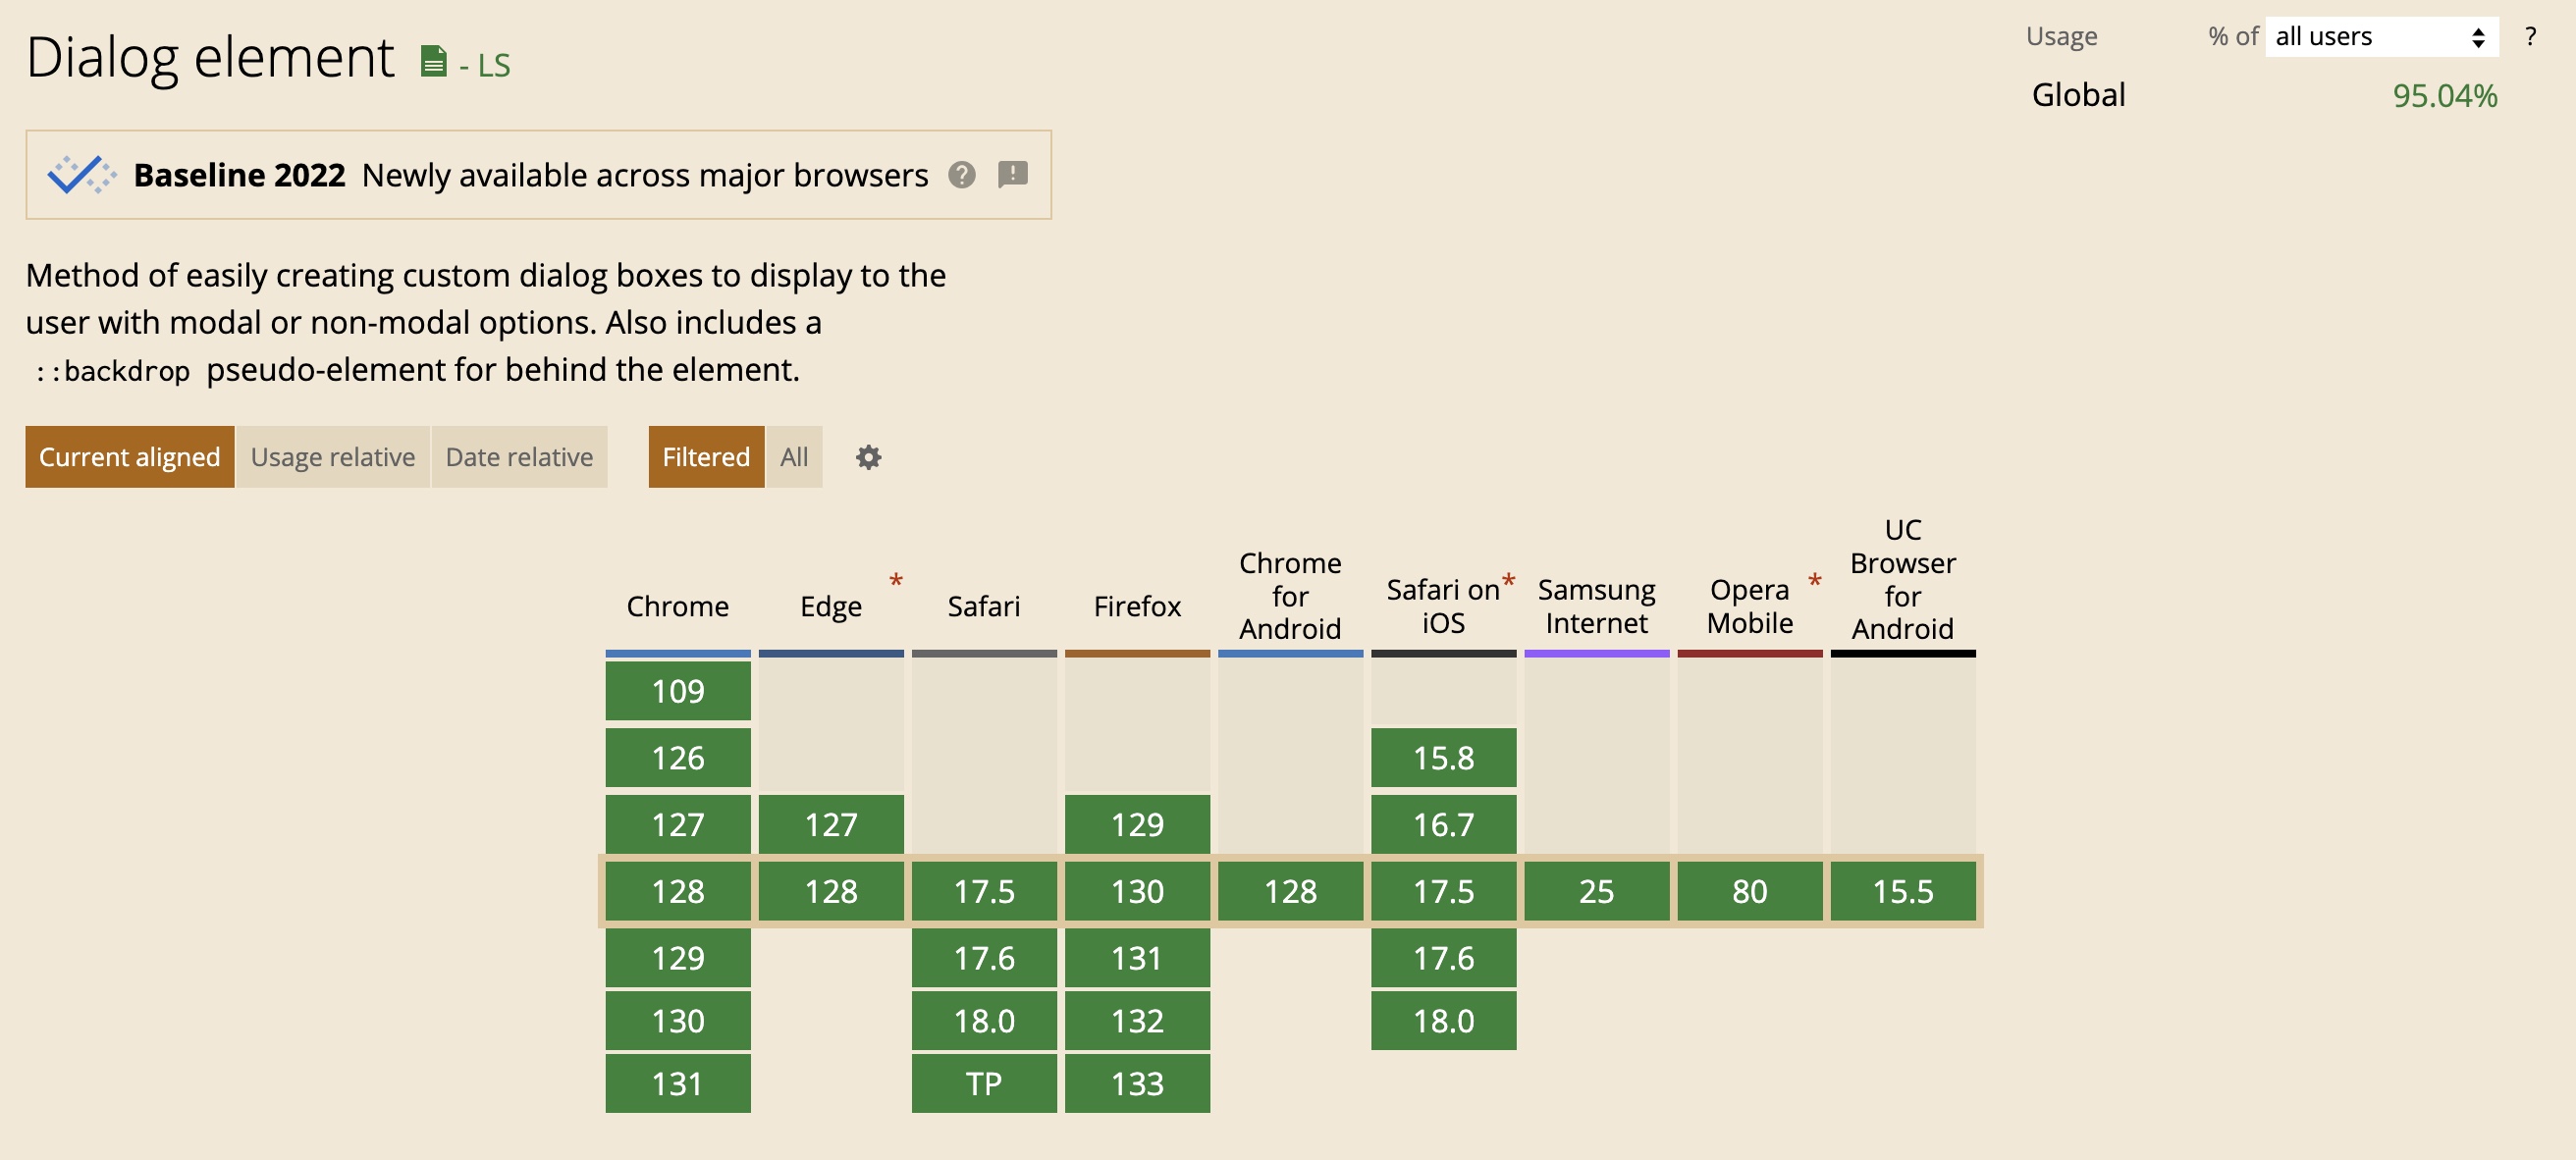 Dialog element - LS
Usage % of all users ?
Global 95.04%
Baseline 2022 Newly available across major browsers ?
Method of easily creating custom dialog boxes to display to the
user with modal or non-modal options. Also includes a
::backdrop pseudo-element for behind the element.
Current aligned Usage relative Date relative Filtered All
Chrome
Edge *
Safari
Firefox
Chrome
for
Android
Safari on*
iOS
Samsung
Internet
Opera *
Mobile
UC
Browser
for
Android
109
126 15.8
127 127 129 16.7
128 128 17.5 130 128 17.5 25 80 15.5
129 17.6 131 17.6
130 18.0 132 18.0
131 TP 133